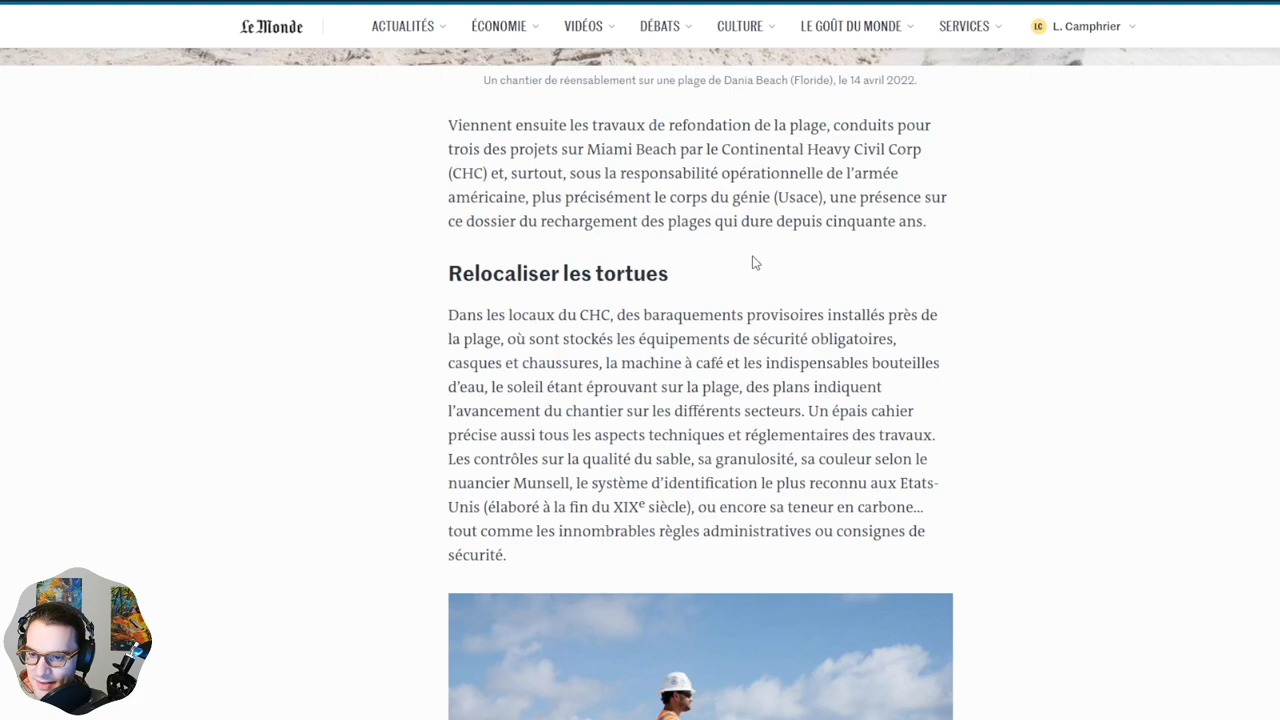 Le Monde
ACTUALITÉS ÉCONOMIE VIDÉOS DÉBATS CULTURE LE GOÛT DU MONDE SERVICES LC L. Camphrier
Un chantier de réensablement sur une plage de Dania Beach (Floride), le 14 avril 2022.
Viennent ensuite les travaux de refondation de la plage, conduits pour
trois des projets sur Miami Beach par le Continental Heavy Civil Corp
(CHC) et, surtout, sous la responsabilité opérationnelle de l’armée
américaine, plus précisément le corps du génie (Usace), une présence sur
ce dossier du rechargement des plages qui dure depuis cinquante ans.
Relocaliser les tortues
Dans les locaux du CHC, des baraquements provisoires installés près de
la plage, où sont stockés les équipements de sécurité obligatoires,
casques et chaussures, la machine à café et les indispensables bouteilles
d’eau, le soleil étant éprouvant sur la plage, des plans indiquent
l’avancement du chantier sur les différents secteurs. Un épais cahier
précise aussi tous les aspects techniques et réglementaires des travaux.
Les contrôles sur la qualité du sable, sa granulosité, sa couleur selon le
nuancier Munsell, le système d’identification le plus reconnu aux Etats-
Unis (élaboré à la fin du XIXe siècle), ou encore sa teneur en carbone…
tout comme les innombrables règles administratives ou consignes de
sécurité.